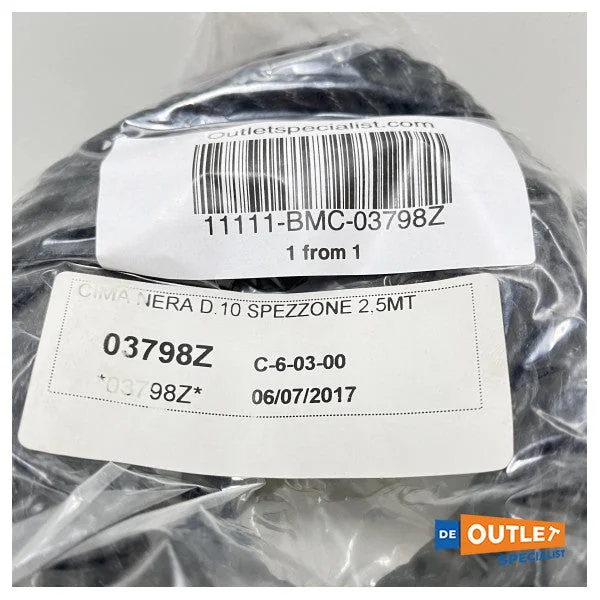 Outletspecialist.com
11111-BMC-03798Z
1 from 1
CIMA NERA D.10 SPEZZONE 2.5MT
03798Z C-6-03-00
*03798Z* 06/07/2017
DE OUTLET
SPECIALIST